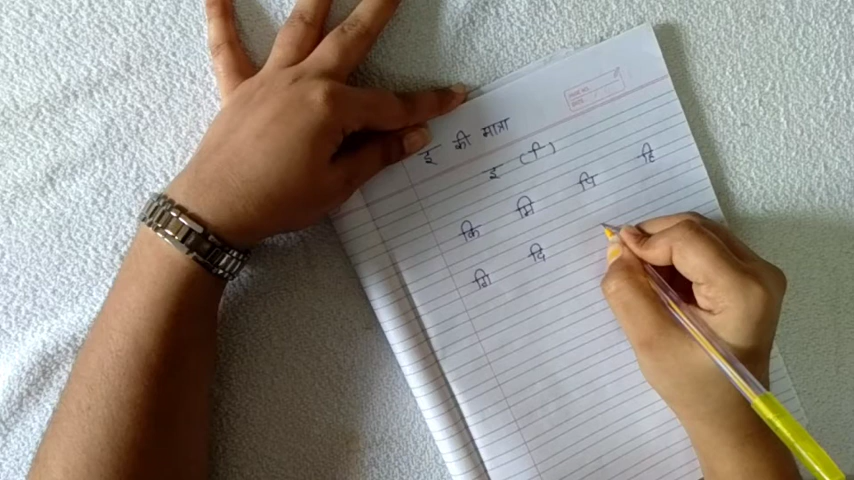 इ की मात्रा
इ ( ि )
कि मि पि हि
गि दि